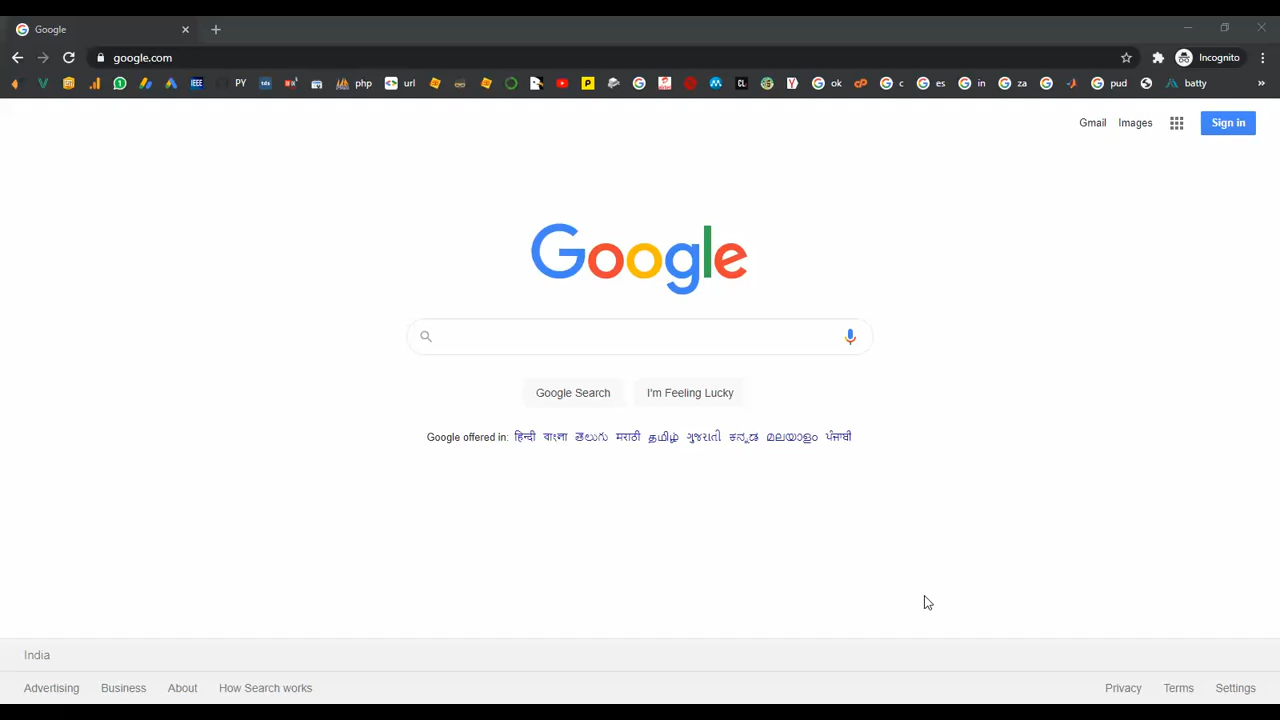 Google
google.com
Incognito
PY php url ok c es in za pud batty
Gmail Images Sign in
Google
Google Search I'm Feeling Lucky
Google offered in: हिन्दी বাংলা తెలుగు मराठी தமிழ் ગુજરાતી ಕನ್ನಡ മലയാളം ਪੰਜਾਬੀ
India
Advertising Business About How Search works Privacy Terms Settings